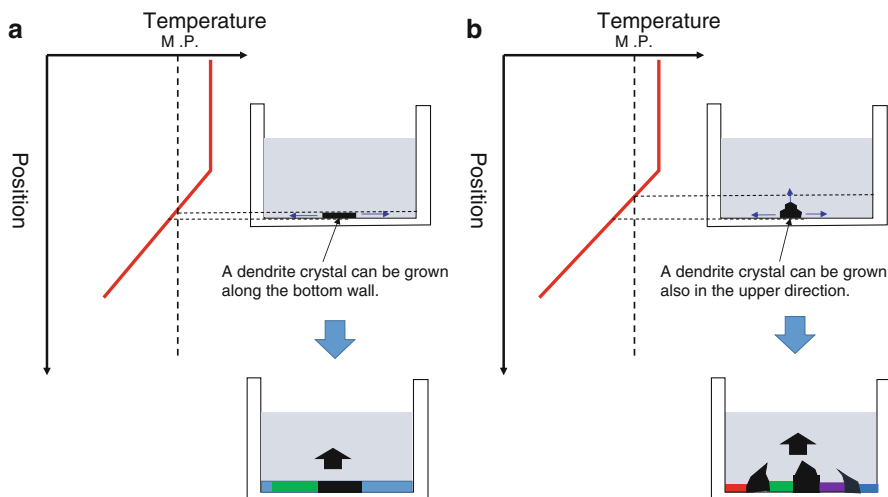 a
Temperature
M .P.
Position
A dendrite crystal can be grown
along the bottom wall.
b
Temperature
M .P.
Position
A dendrite crystal can be grown
also in the upper direction.